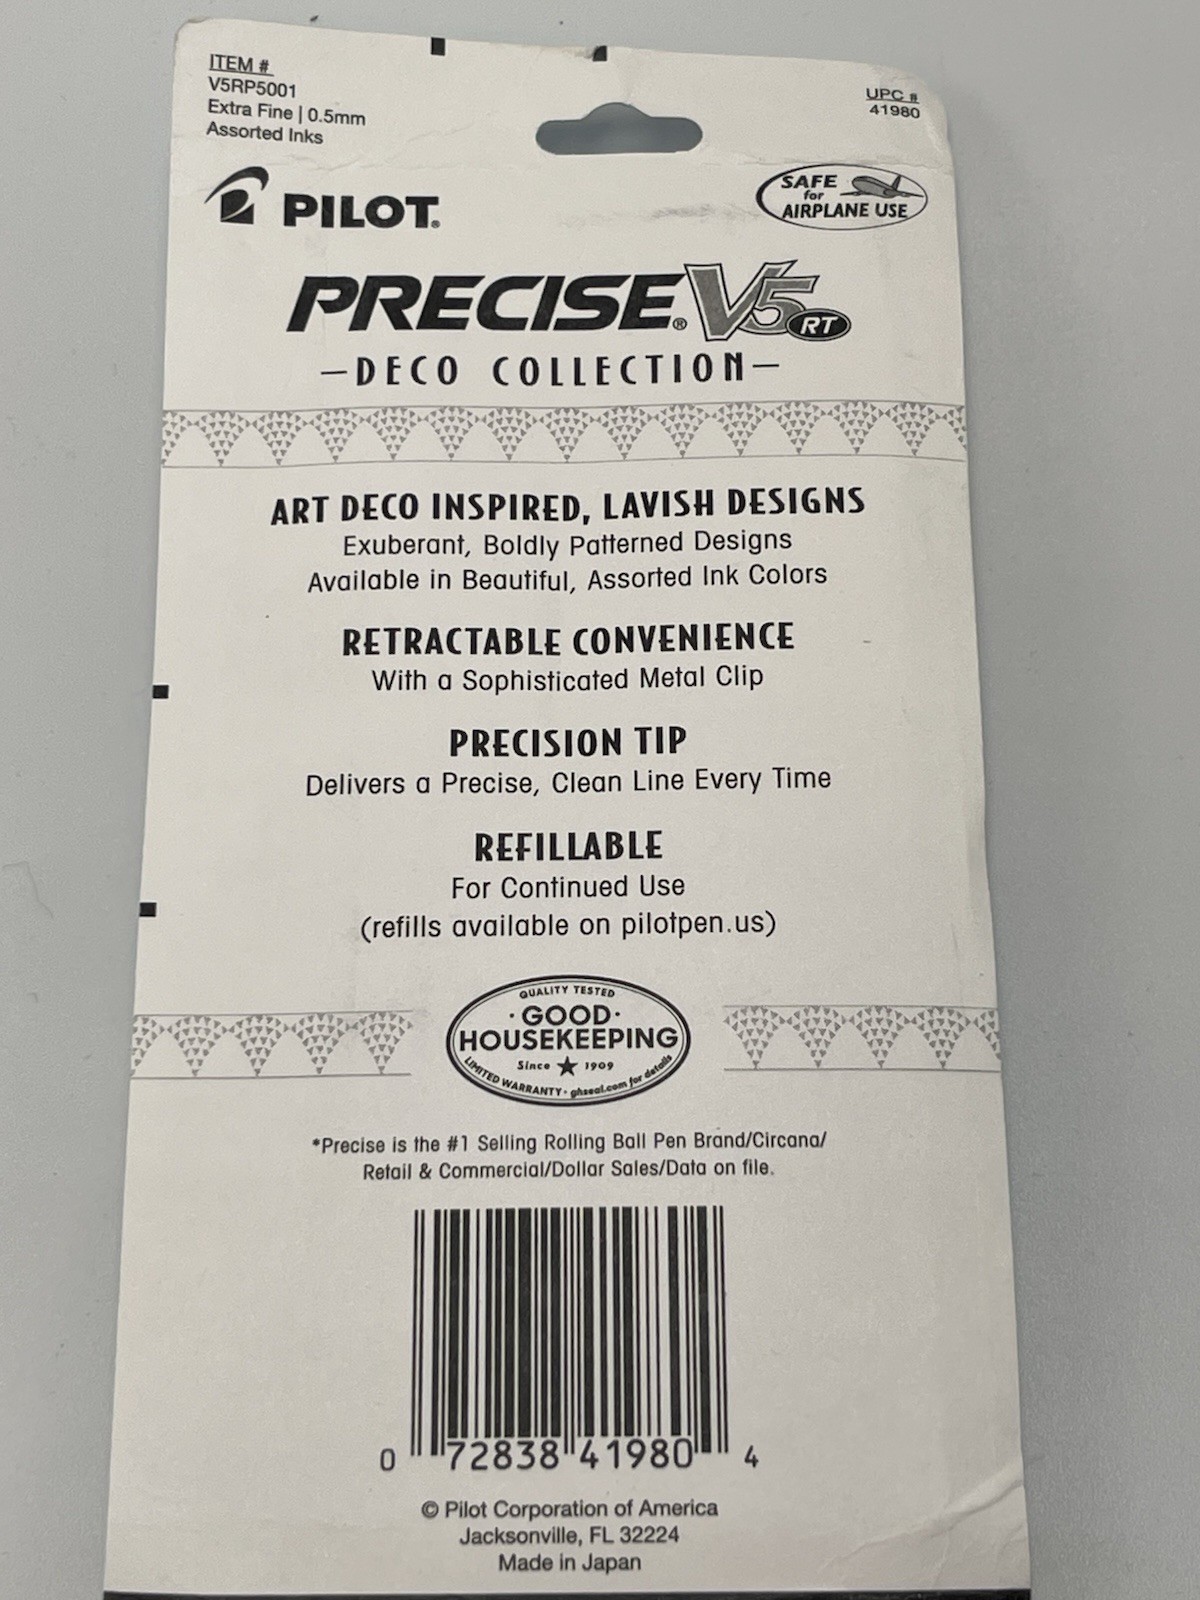 ITEM #
V5RP5001
Extra Fine | 0.5mm
Assorted Inks
UPC #
41980
PILOT®
SAFE
for
AIRPLANE USE
PRECISE® V5 RT
—DECO COLLECTION—
ART DECO INSPIRED, LAVISH DESIGNS
Exuberant, Boldly Patterned Designs
Available in Beautiful, Assorted Ink Colors
RETRACTABLE CONVENIENCE
With a Sophisticated Metal Clip
PRECISION TIP
Delivers a Precise, Clean Line Every Time
REFILLABLE
For Continued Use
(refills available on pilotpen.us)
QUALITY TESTED
·GOOD·
HOUSEKEEPING
Since ★ 1909
LIMITED WARRANTY · ghseal.com for details
*Precise is the #1 Selling Rolling Ball Pen Brand/Circana/
Retail & Commercial/Dollar Sales/Data on file.
0 72838 41980 4
© Pilot Corporation of America
Jacksonville, FL 32224
Made in Japan